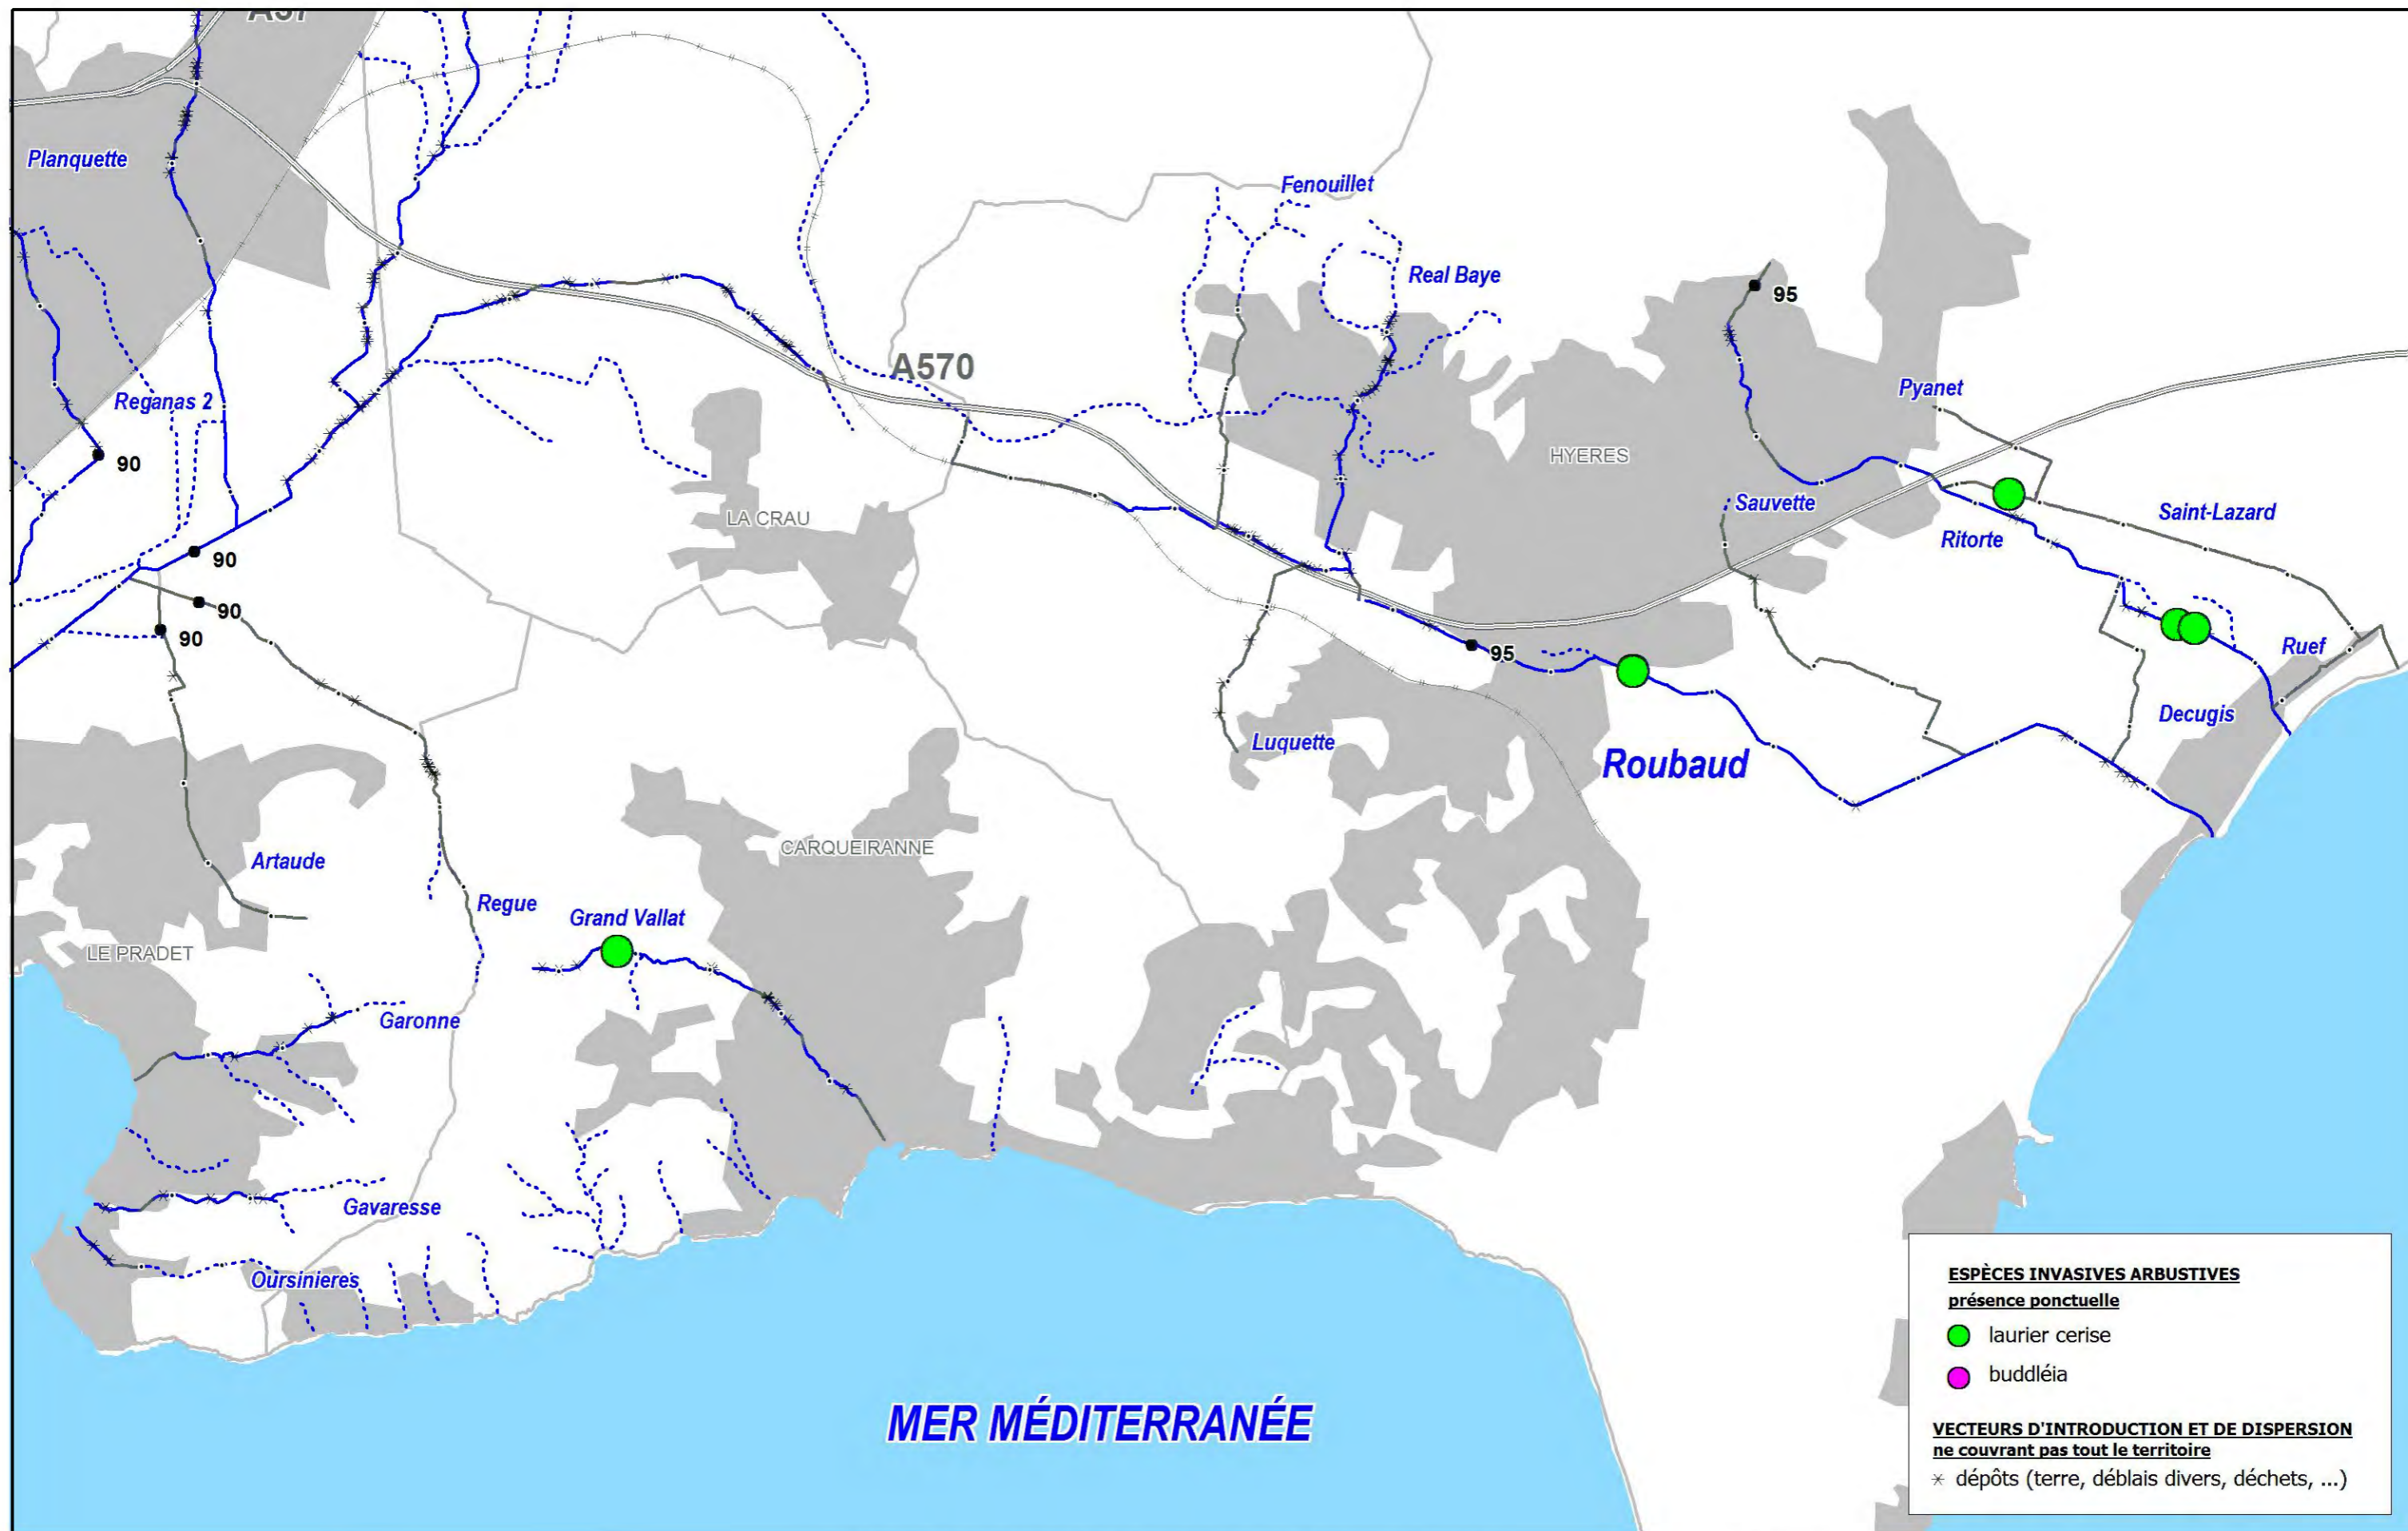 Planquette
Fenouillet
Real Baye
95
A570
Pyanet
Reganas 2
90
HYERES
Sauvette
Saint-Lazard
LA CRAU
Ritorte
90
90
90
95
Ruef
Decugis
Luquette
Roubaud
CARQUEIRANNE
Artaude
Regue
Grand Vallat
LE PRADET
Garonne
Gavaresse
Oursinieres
MER MÉDITERRANÉE
ESPÈCES INVASIVES ARBUSTIVES
présence ponctuelle
laurier cerise
buddléia
VECTEURS D'INTRODUCTION ET DE DISPERSION
ne couvrant pas tout le territoire
dépôts (terre, déblais divers, déchets, ...)